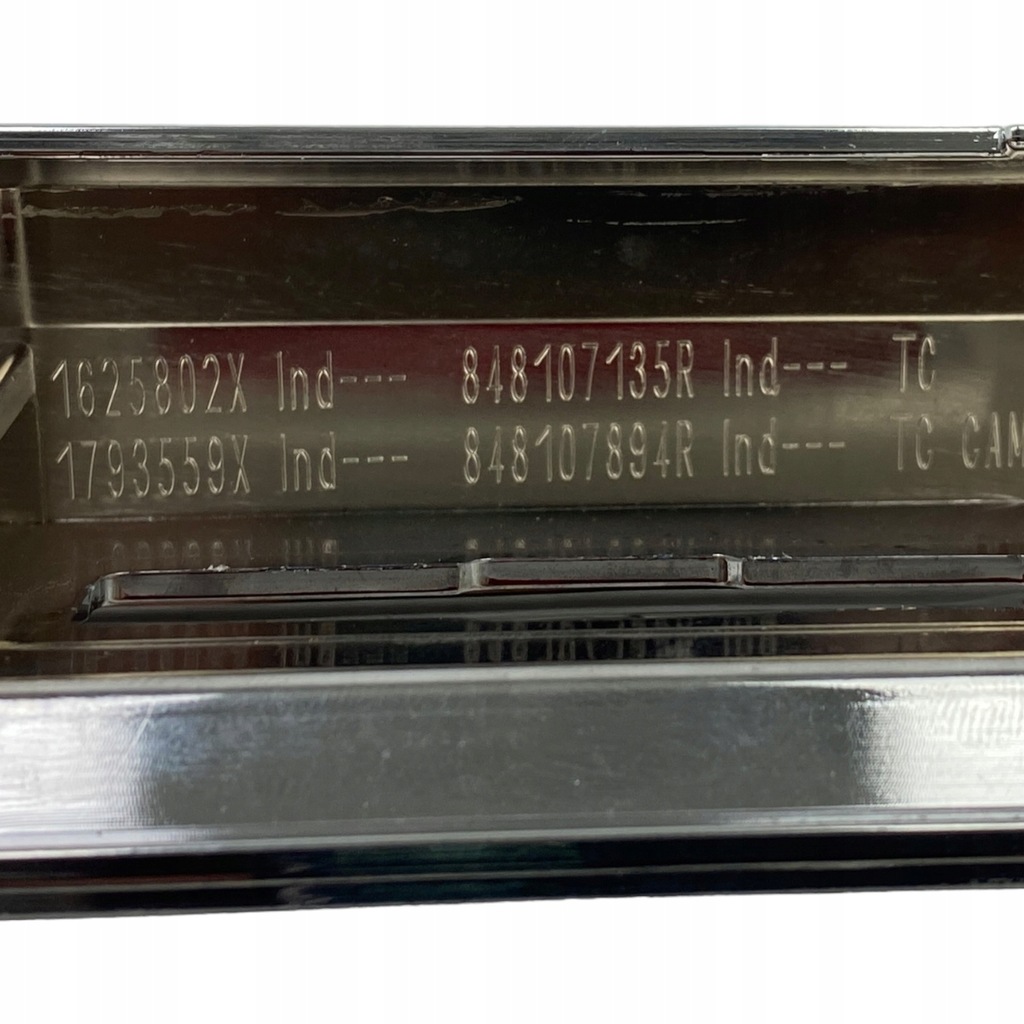 1625802X Ind--- 848107135R Ind--- TC
1793559X Ind--- 848107894R Ind--- TC CAM